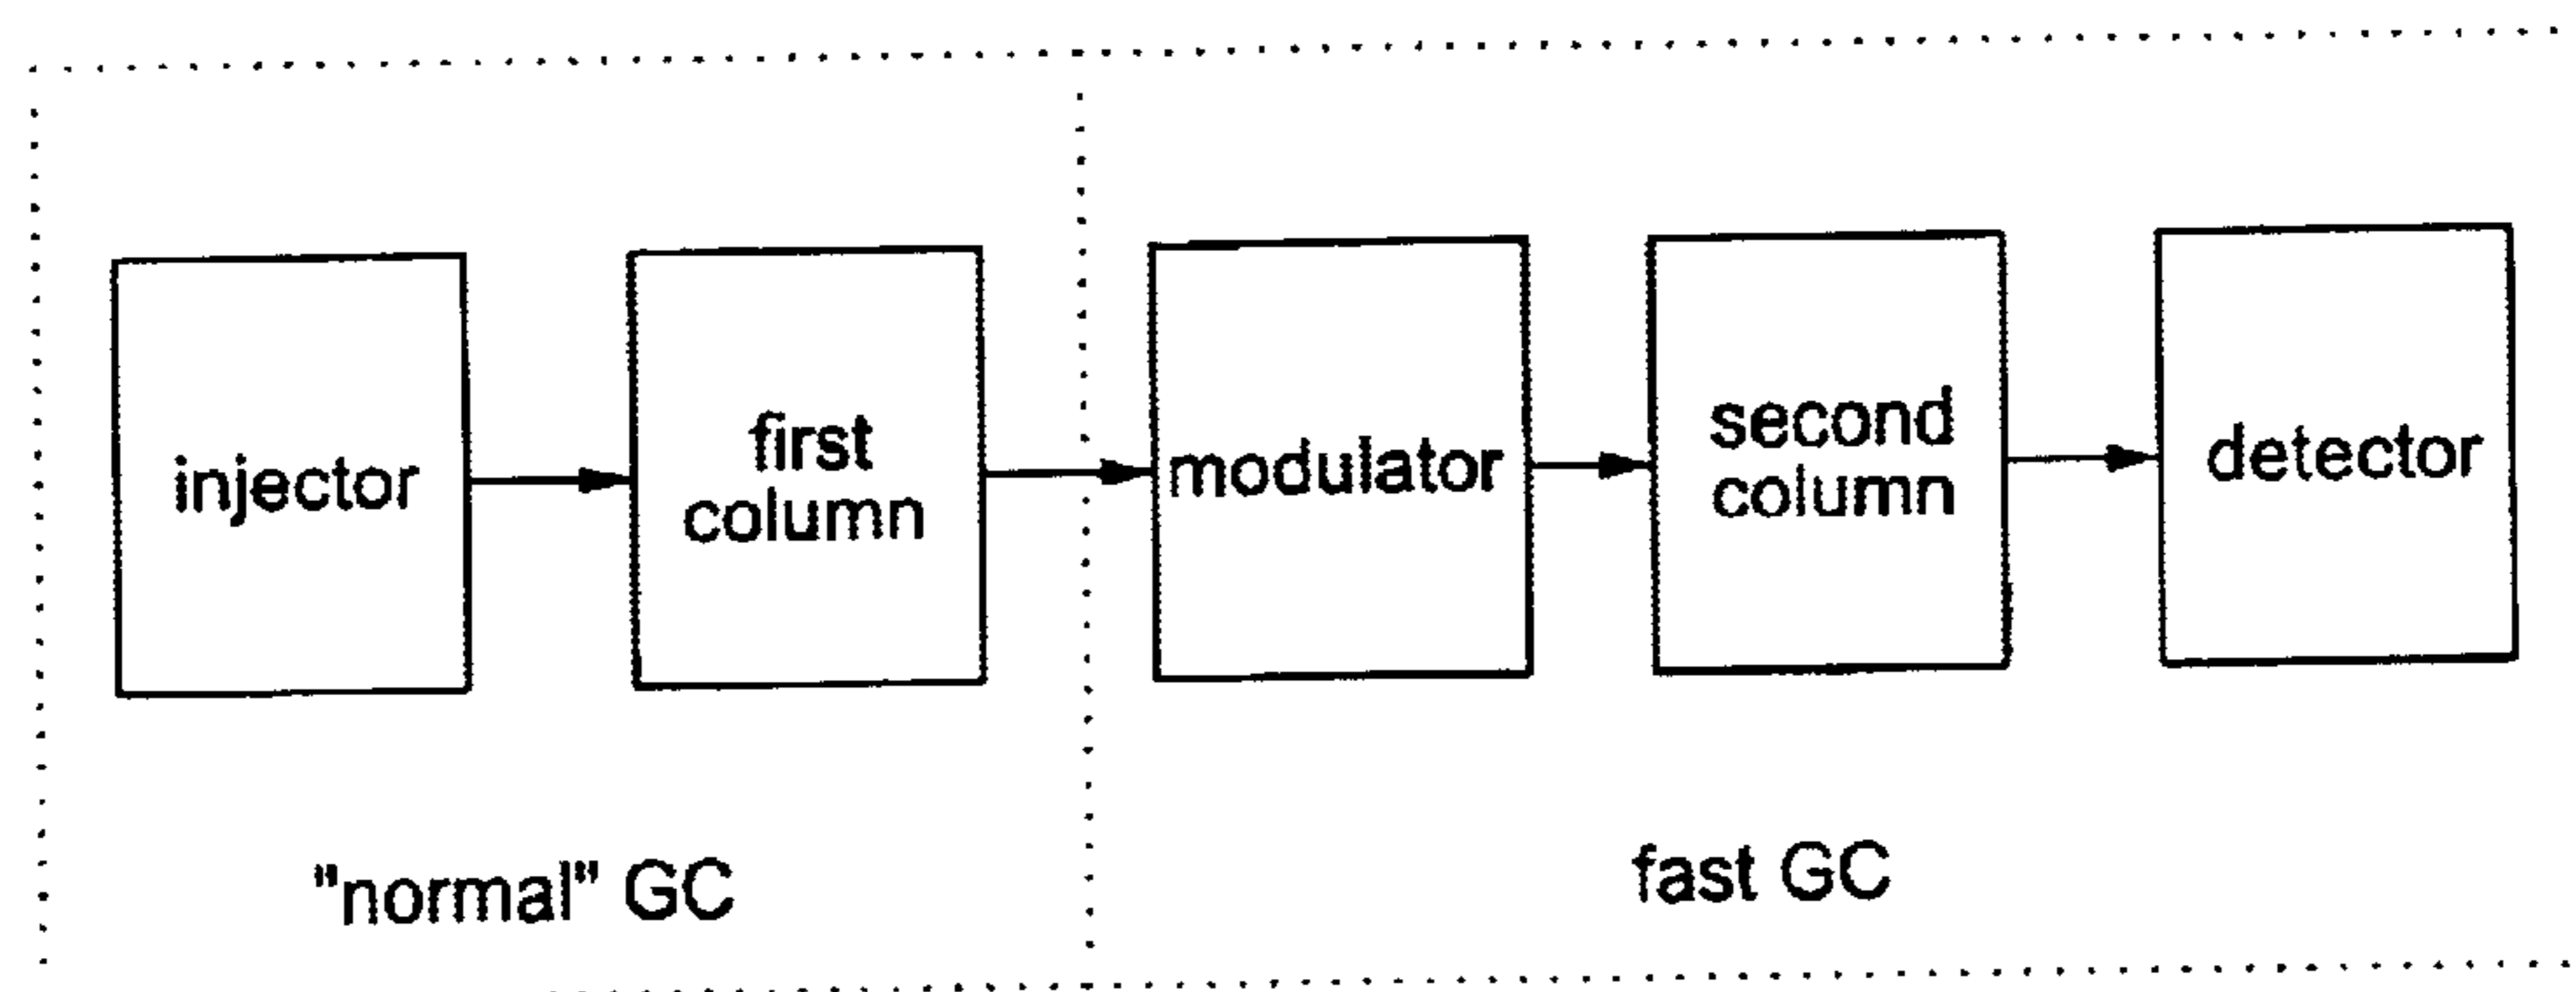 injector
first
column
modulator
second
column
detector
"normal" GC
fast GC